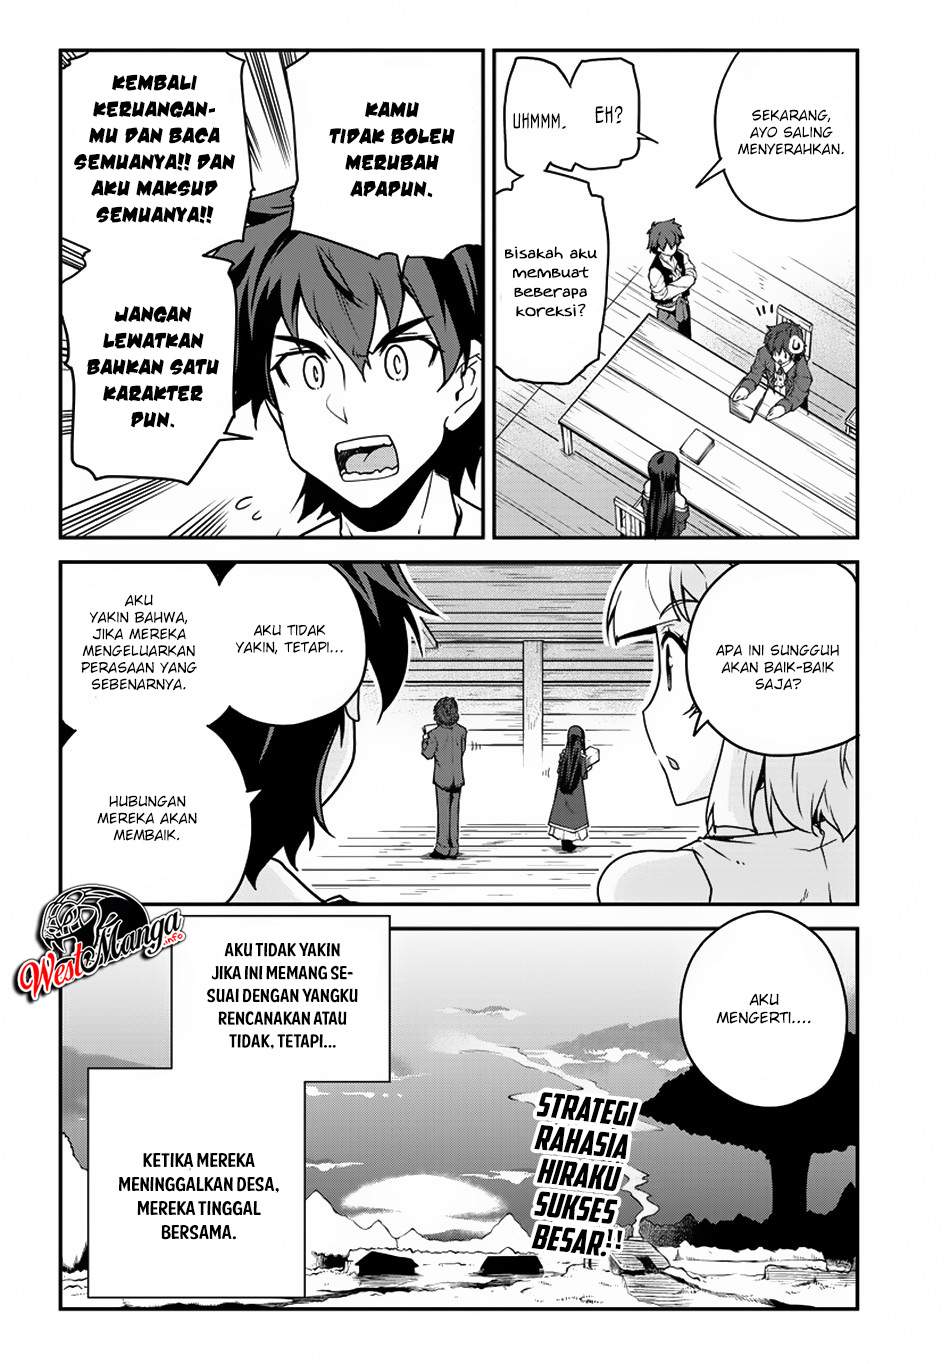 SEKARANG,
AYO SALING
MENYERAHKAN.
EH?
UHMMM.
BISAKAH AKU
MEMBUAT
BEBERAPA
KOREKSI?
KAMU
TIDAK BOLEH
MERUBAH
APAPUN.
KEMBALI
KERUANGAN-
MU DAN BACA
SEMUANYA!! DAN
AKU MAKSUD
SEMUANYA!!
JANGAN
LEWATKAN
BAHKAN SATU
KARAKTER
PUN.
APA INI SUNGGUH
AKAN BAIK-BAIK
SAJA?
AKU TIDAK
YAKIN, TETAPI...
AKU
YAKIN BAHWA,
JIKA MEREKA
MENGELUARKAN
PERASAAN YANG
SEBENARNYA.
HUBUNGAN
MEREKA AKAN
MEMBAIK.
AKU
MENGERTI....
AKU TIDAK YAKIN
JIKA INI MEMANG SE-
SUAI DENGAN YANGKU
RENCANAKAN ATAU
TIDAK, TETAPI...
KETIKA MEREKA
MENINGGALKAN DESA,
MEREKA TINGGAL
BERSAMA.
STRATEGI
RAHASIA
HIRAKU
SUKSES
BESAR!!
WestManga
.info